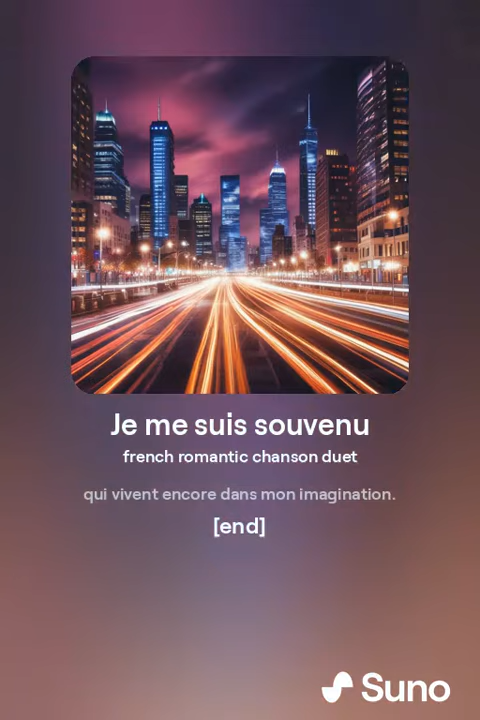 Je me suis souvenu
french romantic chanson duet
qui vivent encore dans mon imagination.
[end]
Suno